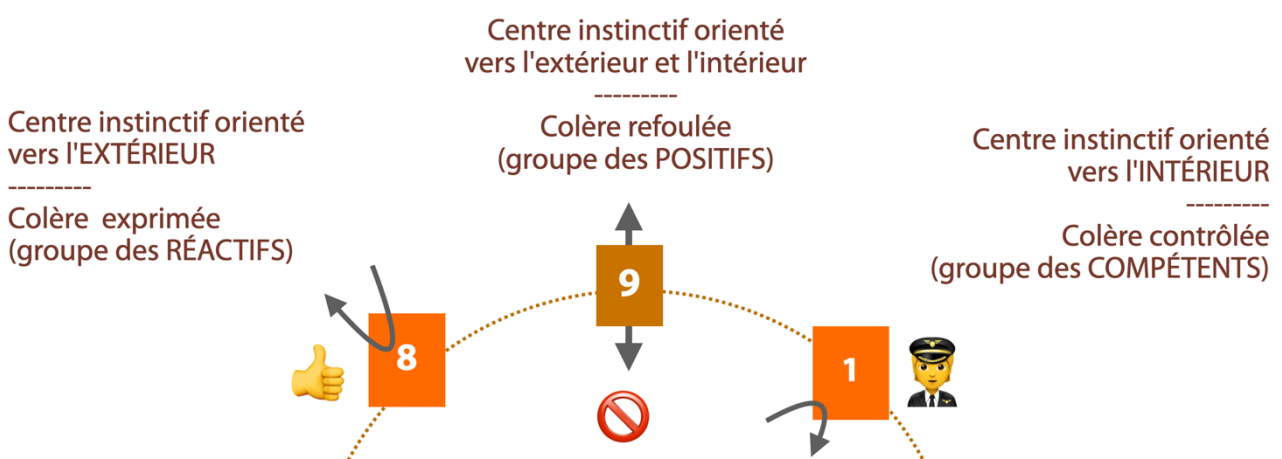 Centre instinctif orienté
vers l'extérieur et l'intérieur
---------
Colère refoulée
(groupe des POSITIFS)
Centre instinctif orienté
vers l'EXTÉRIEUR
---------
Colère exprimée
(groupe des RÉACTIFS)
Centre instinctif orienté
vers l'INTÉRIEUR
---------
Colère contrôlée
(groupe des COMPÉTENTS)
9
8
1